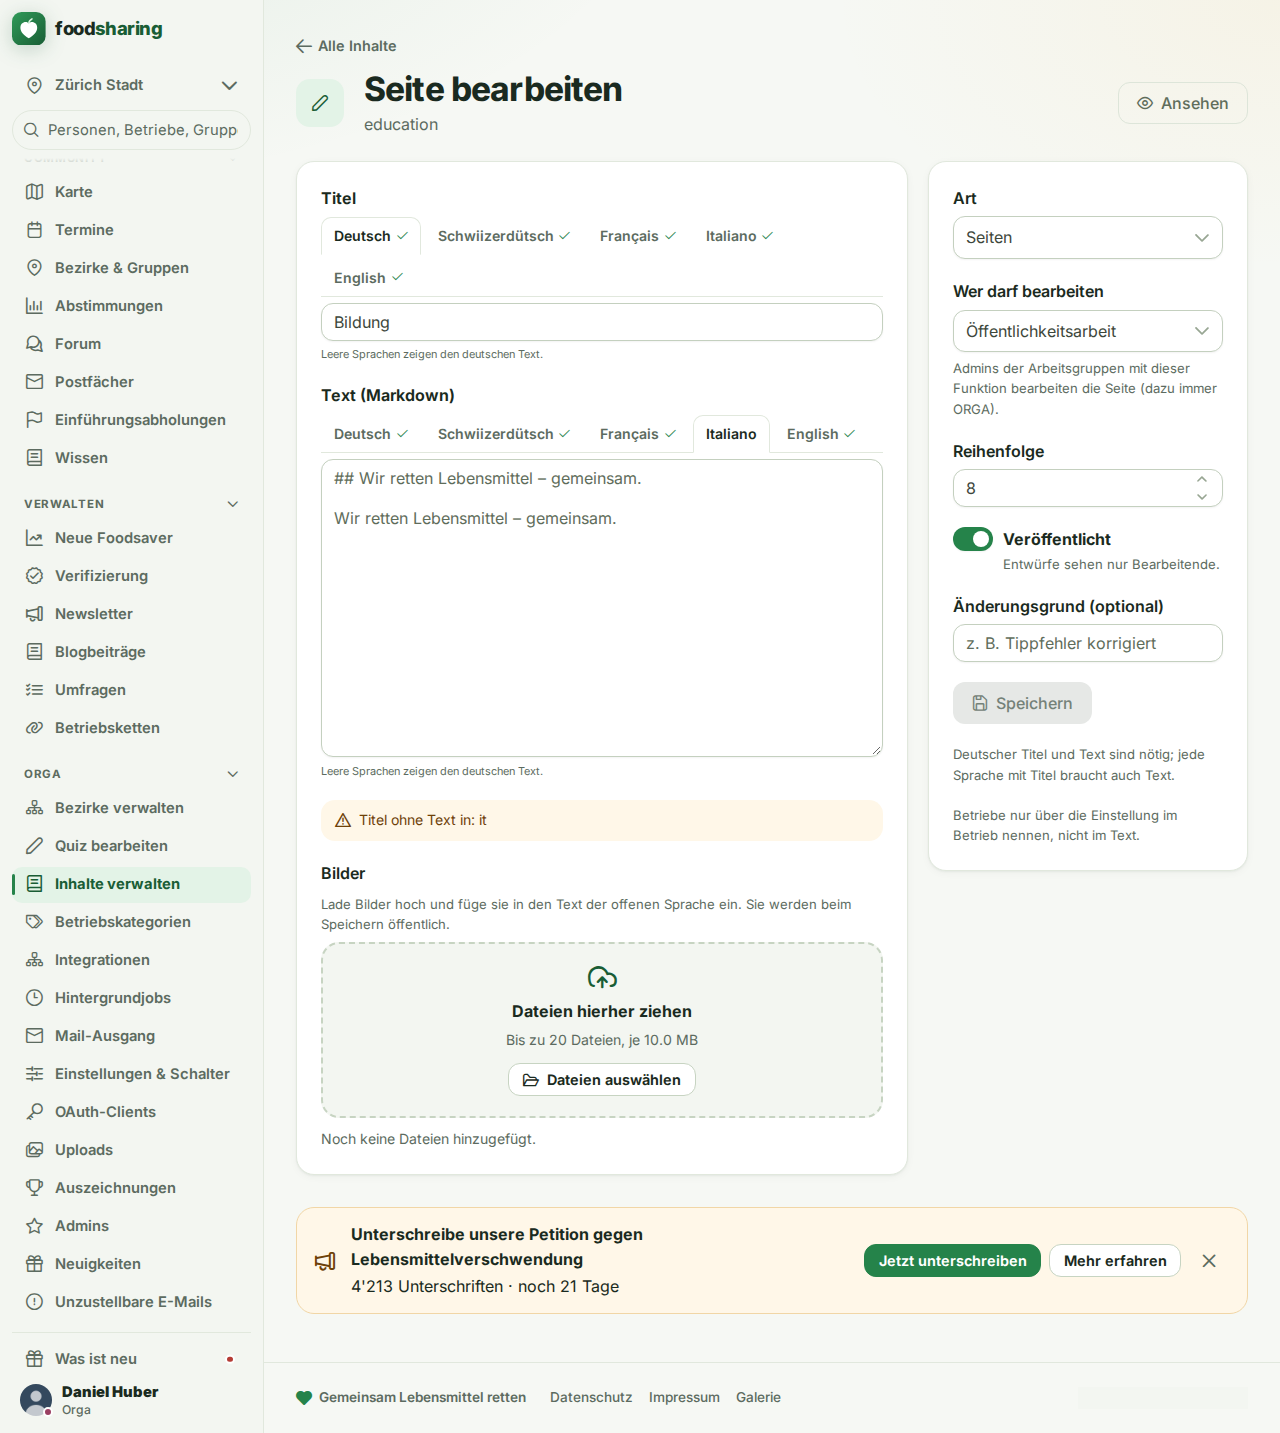 foodsharing
Zürich Stadt
Personen, Betriebe, Grupp
Karte
Termine
Bezirke & Gruppen
Abstimmungen
Forum
Postfächer
Einführungsabholungen
Wissen
VERWALTEN
Neue Foodsaver
Verifizierung
Newsletter
Blogbeiträge
Umfragen
Betriebsketten
ORGA
Bezirke verwalten
Quiz bearbeiten
Inhalte verwalten
Betriebskategorien
Integrationen
Hintergrundjobs
Mail-Ausgang
Einstellungen & Schalter
OAuth-Clients
Uploads
Auszeichnungen
Admins
Neuigkeiten
Unzustellbare E-Mails
Was ist neu
Daniel Huber
Orga
Alle Inhalte
Seite bearbeiten
education
Ansehen
Titel
Deutsch Schwiizerdütsch Français Italiano
English
Bildung
Leere Sprachen zeigen den deutschen Text.
Text (Markdown)
Deutsch Schwiizerdütsch Français Italiano English
## Wir retten Lebensmittel – gemeinsam.
Wir retten Lebensmittel – gemeinsam.
Leere Sprachen zeigen den deutschen Text.
Titel ohne Text in: it
Bilder
Lade Bilder hoch und füge sie in den Text der offenen Sprache ein. Sie werden beim
Speichern öffentlich.
Dateien hierher ziehen
Bis zu 20 Dateien, je 10.0 MB
Dateien auswählen
Noch keine Dateien hinzugefügt.
Art
Seiten
Wer darf bearbeiten
Öffentlichkeitsarbeit
Admins der Arbeitsgruppen mit dieser
Funktion bearbeiten die Seite (dazu immer
ORGA).
Reihenfolge
8
Veröffentlicht
Entwürfe sehen nur Bearbeitende.
Änderungsgrund (optional)
z. B. Tippfehler korrigiert
Speichern
Deutscher Titel und Text sind nötig; jede
Sprache mit Titel braucht auch Text.
Betriebe nur über die Einstellung im
Betrieb nennen, nicht im Text.
Unterschreibe unsere Petition gegen
Lebensmittelverschwendung
4'213 Unterschriften · noch 21 Tage
Jetzt unterschreiben
Mehr erfahren
Gemeinsam Lebensmittel retten Datenschutz Impressum Galerie